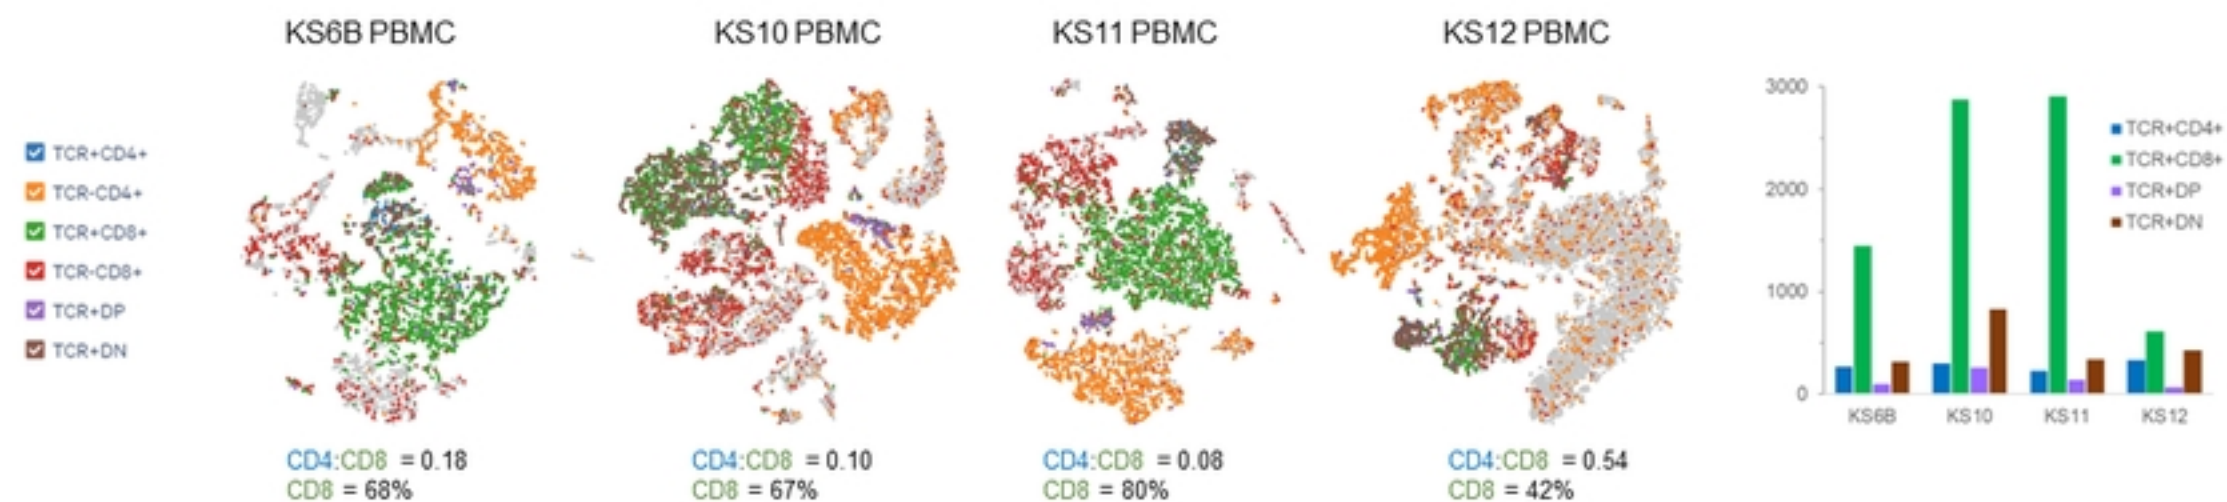 KS6B PBMC
KS10 PBMC
KS11 PBMC
KS12 PBMC
TCR+CD4+
TCR-CD4+
TCR+CD8+
TCR-CD8+
TCR+DP
TCR+DN
CD4:CD8 = 0.18
CD8 = 68%
CD4:CD8 = 0.10
CD8 = 67%
CD4:CD8 = 0.08
CD8 = 80%
CD4:CD8 = 0.54
CD8 = 42%
3000
2000
1000
0
KS6B
KS10
KS11
KS12
TCR+CD4+
TCR+CD8+
TCR+DP
TCR+DN